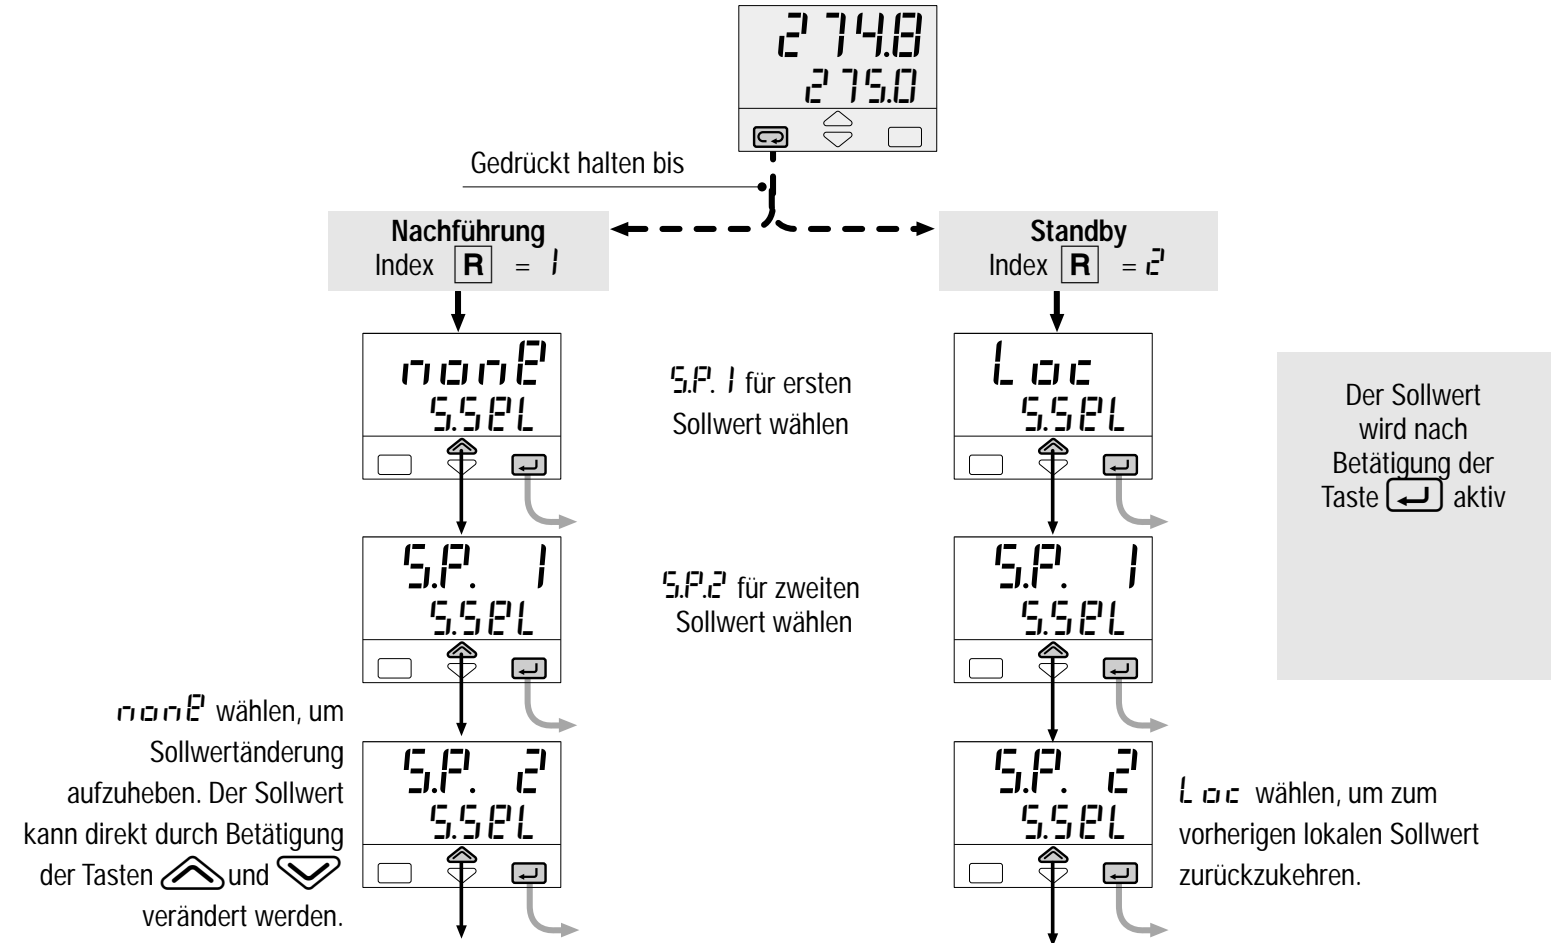 274.8
275.0
Gedrückt halten bis
Nachführung
Index R = 1
Standby
Index R = 2
nonE
S.SEL
S.P. 1 für ersten
Sollwert wählen
Loc
S.SEL
Der Sollwert
wird nach
Betätigung der
Taste aktiv
S.P. 1
S.SEL
S.P.2 für zweiten
Sollwert wählen
S.P. 1
S.SEL
nonE wählen, um
Sollwertänderung
aufzuheben. Der Sollwert
kann direkt durch Betätigung
der Tasten und
verändert werden.
S.P. 2
S.SEL
S.P. 2
S.SEL
Loc wählen, um zum
vorherigen lokalen Sollwert
zurückzukehren.